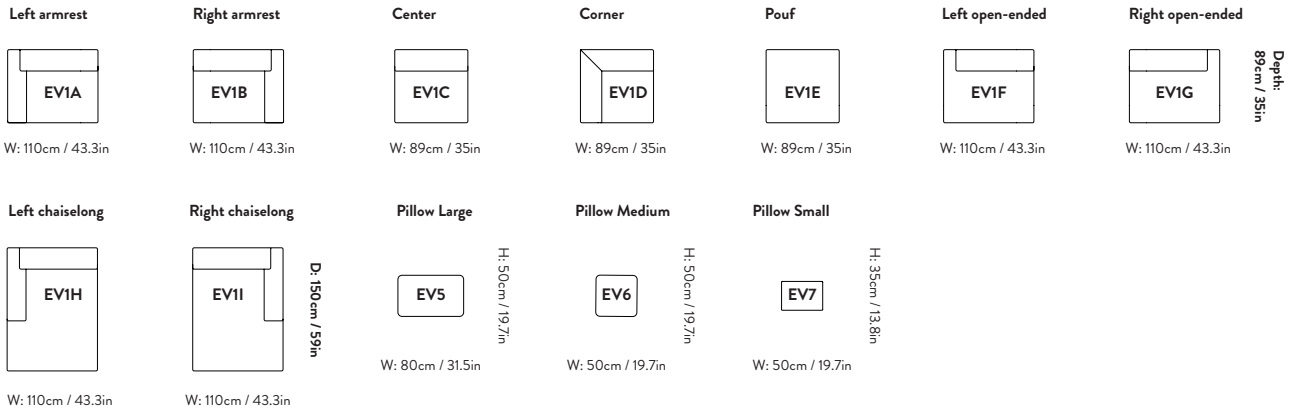 Left armrest
Right armrest
Center
Corner
Pouf
Left open-ended
Right open-ended
EV1A
EV1B
EV1C
EV1D
EV1E
EV1F
EV1G
Depth:
89cm / 35in
W: 110cm / 43.3in
W: 110cm / 43.3in
W: 89cm / 35in
W: 89cm / 35in
W: 89cm / 35in
W: 110cm / 43.3in
W: 110cm / 43.3in
Left chaiselong
Right chaiselong
Pillow Large
Pillow Medium
Pillow Small
EV1H
EV1I
D: 150cm / 59in
EV5
H: 50cm / 19.7in
EV6
H: 50cm / 19.7in
EV7
H: 35cm / 13.8in
W: 80cm / 31.5in
W: 50cm / 19.7in
W: 50cm / 19.7in
W: 110cm / 43.3in
W: 110cm / 43.3in